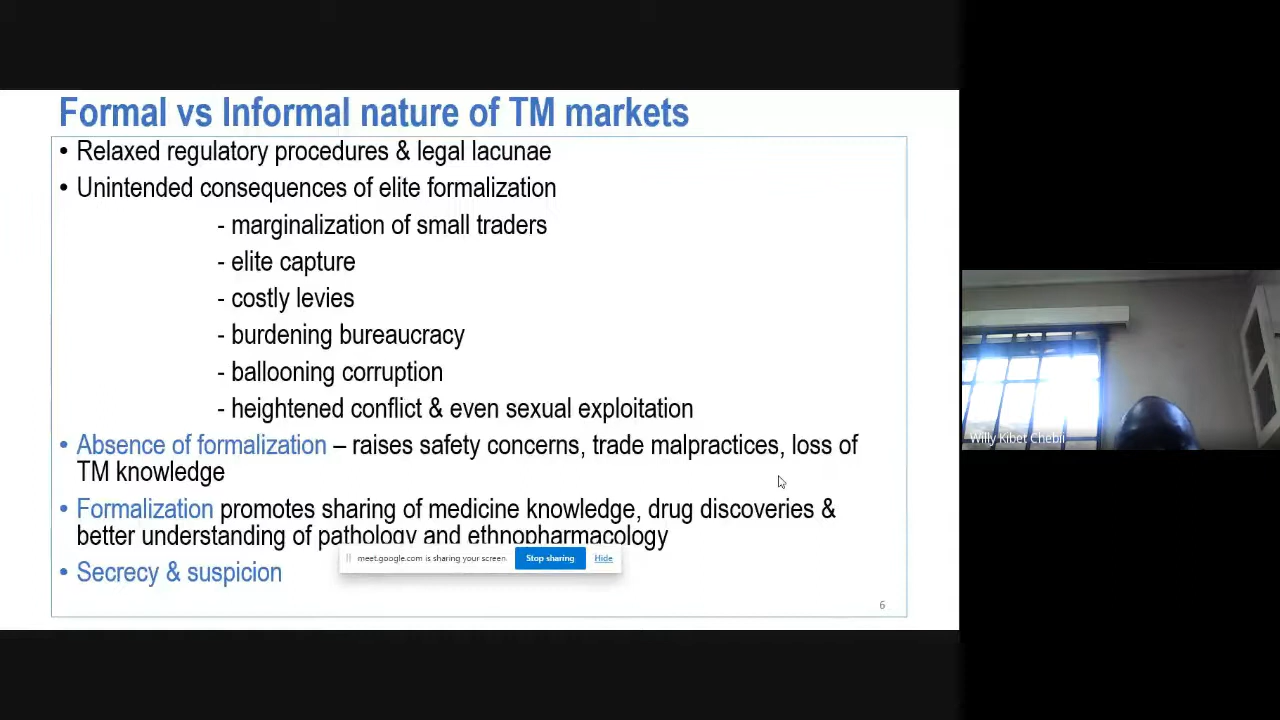 Formal vs Informal nature of TM markets
• Relaxed regulatory procedures & legal lacunae
• Unintended consequences of elite formalization
- marginalization of small traders
- elite capture
- costly levies
- burdening bureaucracy
- ballooning corruption
- heightened conflict & even sexual exploitation
• Absence of formalization – raises safety concerns, trade malpractices, loss of
TM knowledge
• Formalization promotes sharing of medicine knowledge, drug discoveries &
better understanding of pathology and ethnopharmacology
meet.google.com is sharing your screen. Stop sharing Hide
• Secrecy & suspicion
6
Willy Kibet Chebii